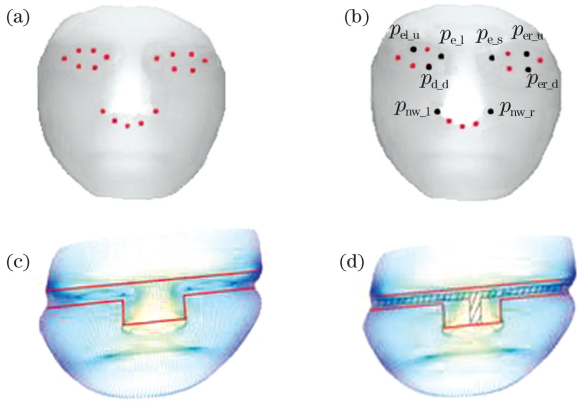 (a)
(b)
p_el_u
p_e_l
p_e_s
p_er_u
p_d_d
p_er_d
p_nw_l
p_nw_r
(c)
(d)